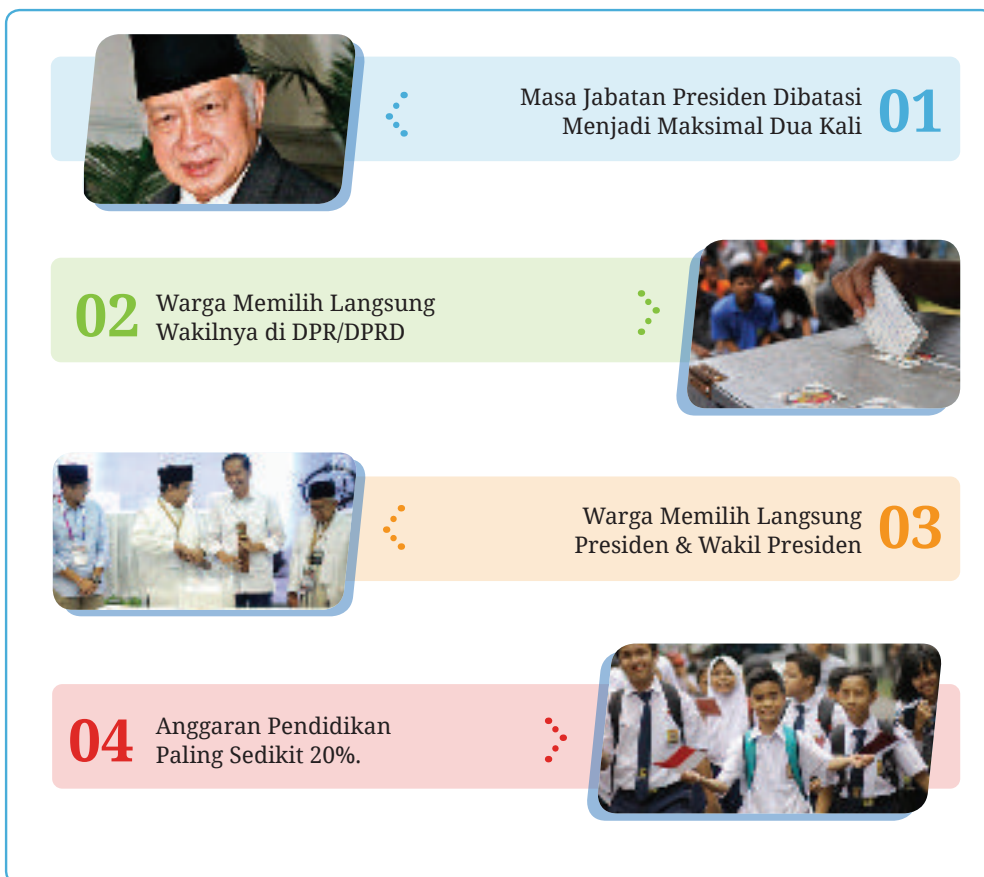 Masa Jabatan Presiden Dibatasi
Menjadi Maksimal Dua Kali
01
02
Warga Memilih Langsung
Wakilnya di DPR/DPRD
Warga Memilih Langsung
Presiden & Wakil Presiden
03
04
Anggaran Pendidikan
Paling Sedikit 20%.